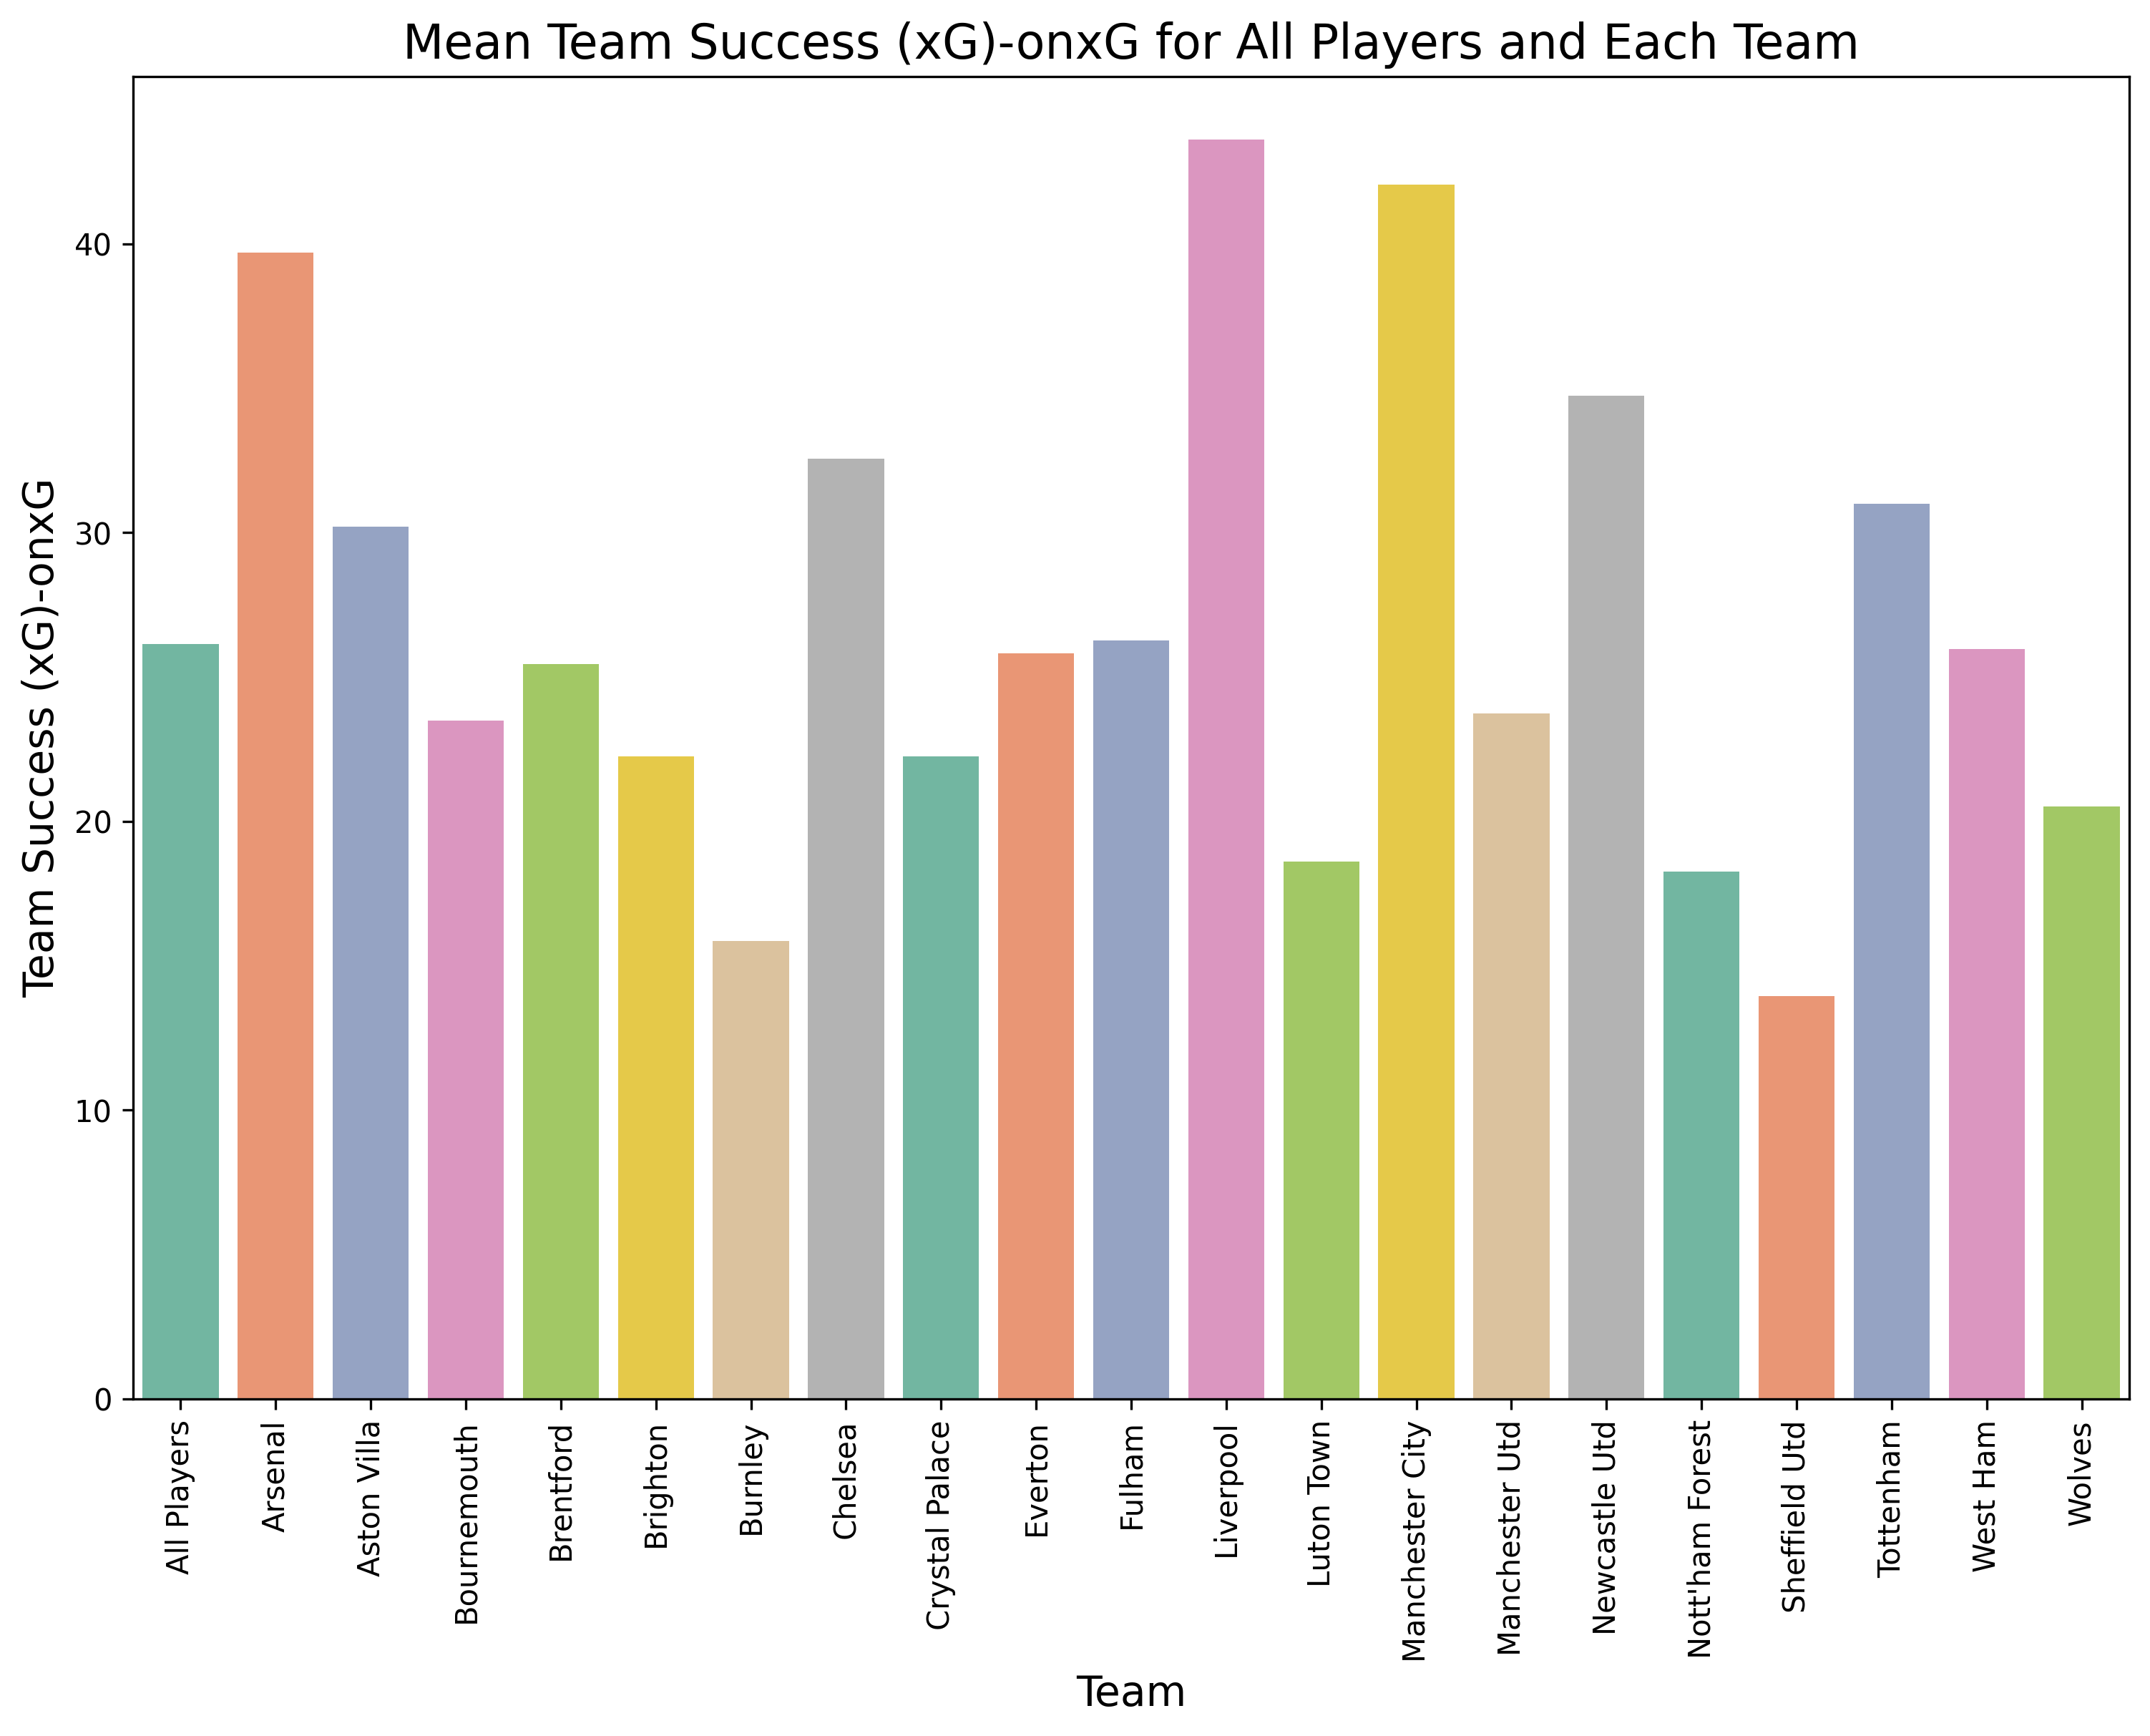 Mean Team Success (xG)-onxG for All Players and Each Team
Team Success (xG)-onxG
40
30
20
10
0
All Players
Arsenal
Aston Villa
Bournemouth
Brentford
Brighton
Burnley
Chelsea
Crystal Palace
Everton
Fulham
Liverpool
Luton Town
Manchester City
Manchester Utd
Newcastle Utd
Nott'ham Forest
Sheffield Utd
Tottenham
West Ham
Wolves
Team